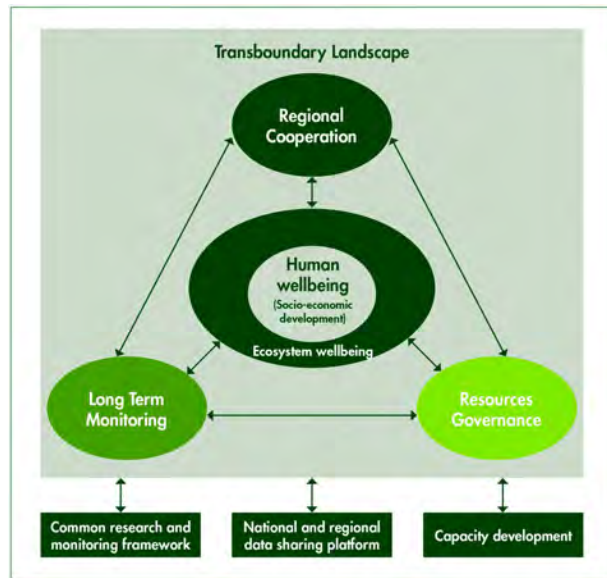 Transboundary Landscape
Regional
Cooperation
Human
wellbeing
(Socio-economic
development)
Ecosystem wellbeing
Long Term
Monitoring
Resources
Governance
Common research and
monitoring framework
National and regional
data sharing platform
Capacity development